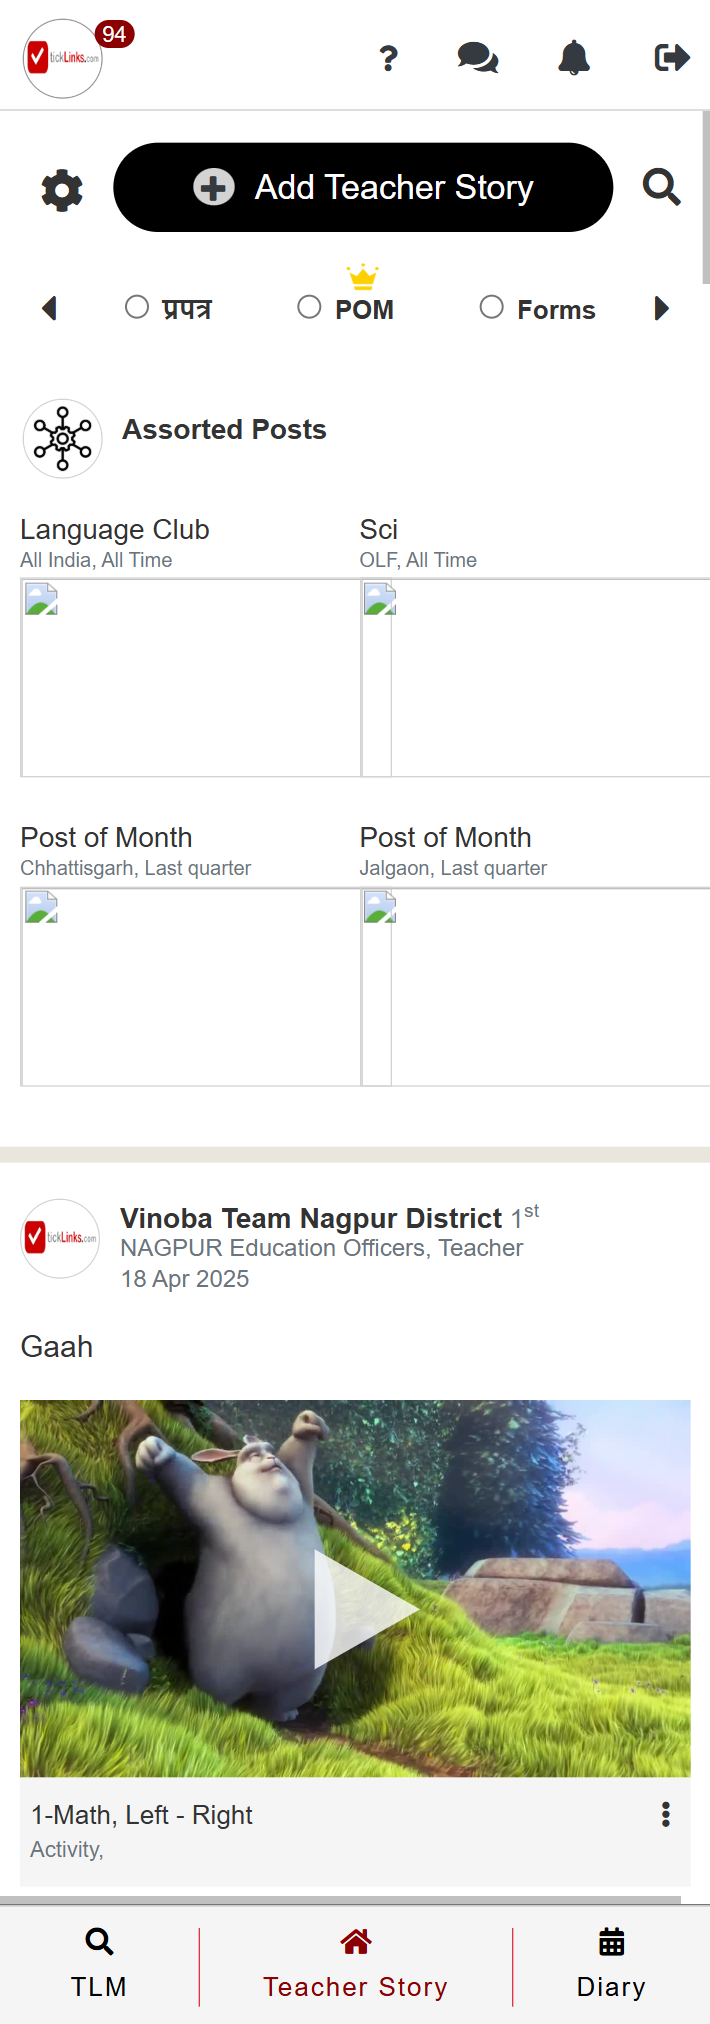 tickLinks.com
94
?
Add Teacher Story
प्रपत्र
POM
Forms
Assorted Posts
Language Club
All India, All Time
Sci
OLF, All Time
Post of Month
Chhattisgarh, Last quarter
Post of Month
Jalgaon, Last quarter
tickLinks.com
Vinoba Team Nagpur District 1st
NAGPUR Education Officers, Teacher
18 Apr 2025
Gaah
1-Math, Left - Right
Activity,
TLM
Teacher Story
Diary